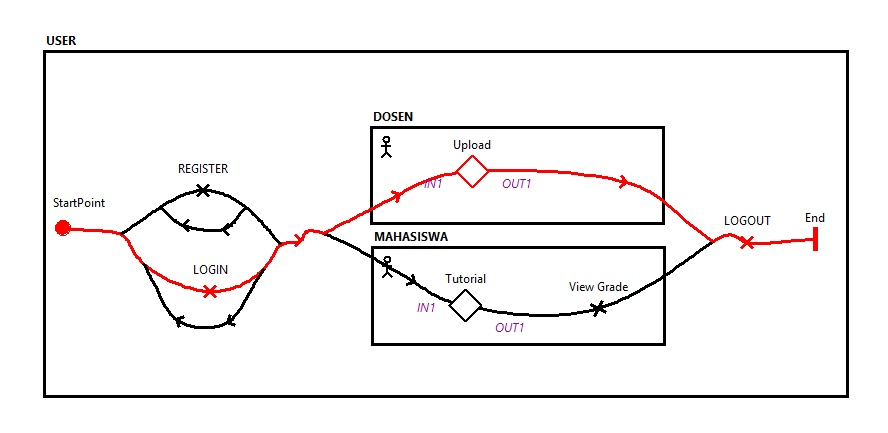 USER
DOSEN
Upload
IN1
OUT1
REGISTER
StartPoint
LOGIN
MAHASISWA
Tutorial
IN1
OUT1
View Grade
LOGOUT
End